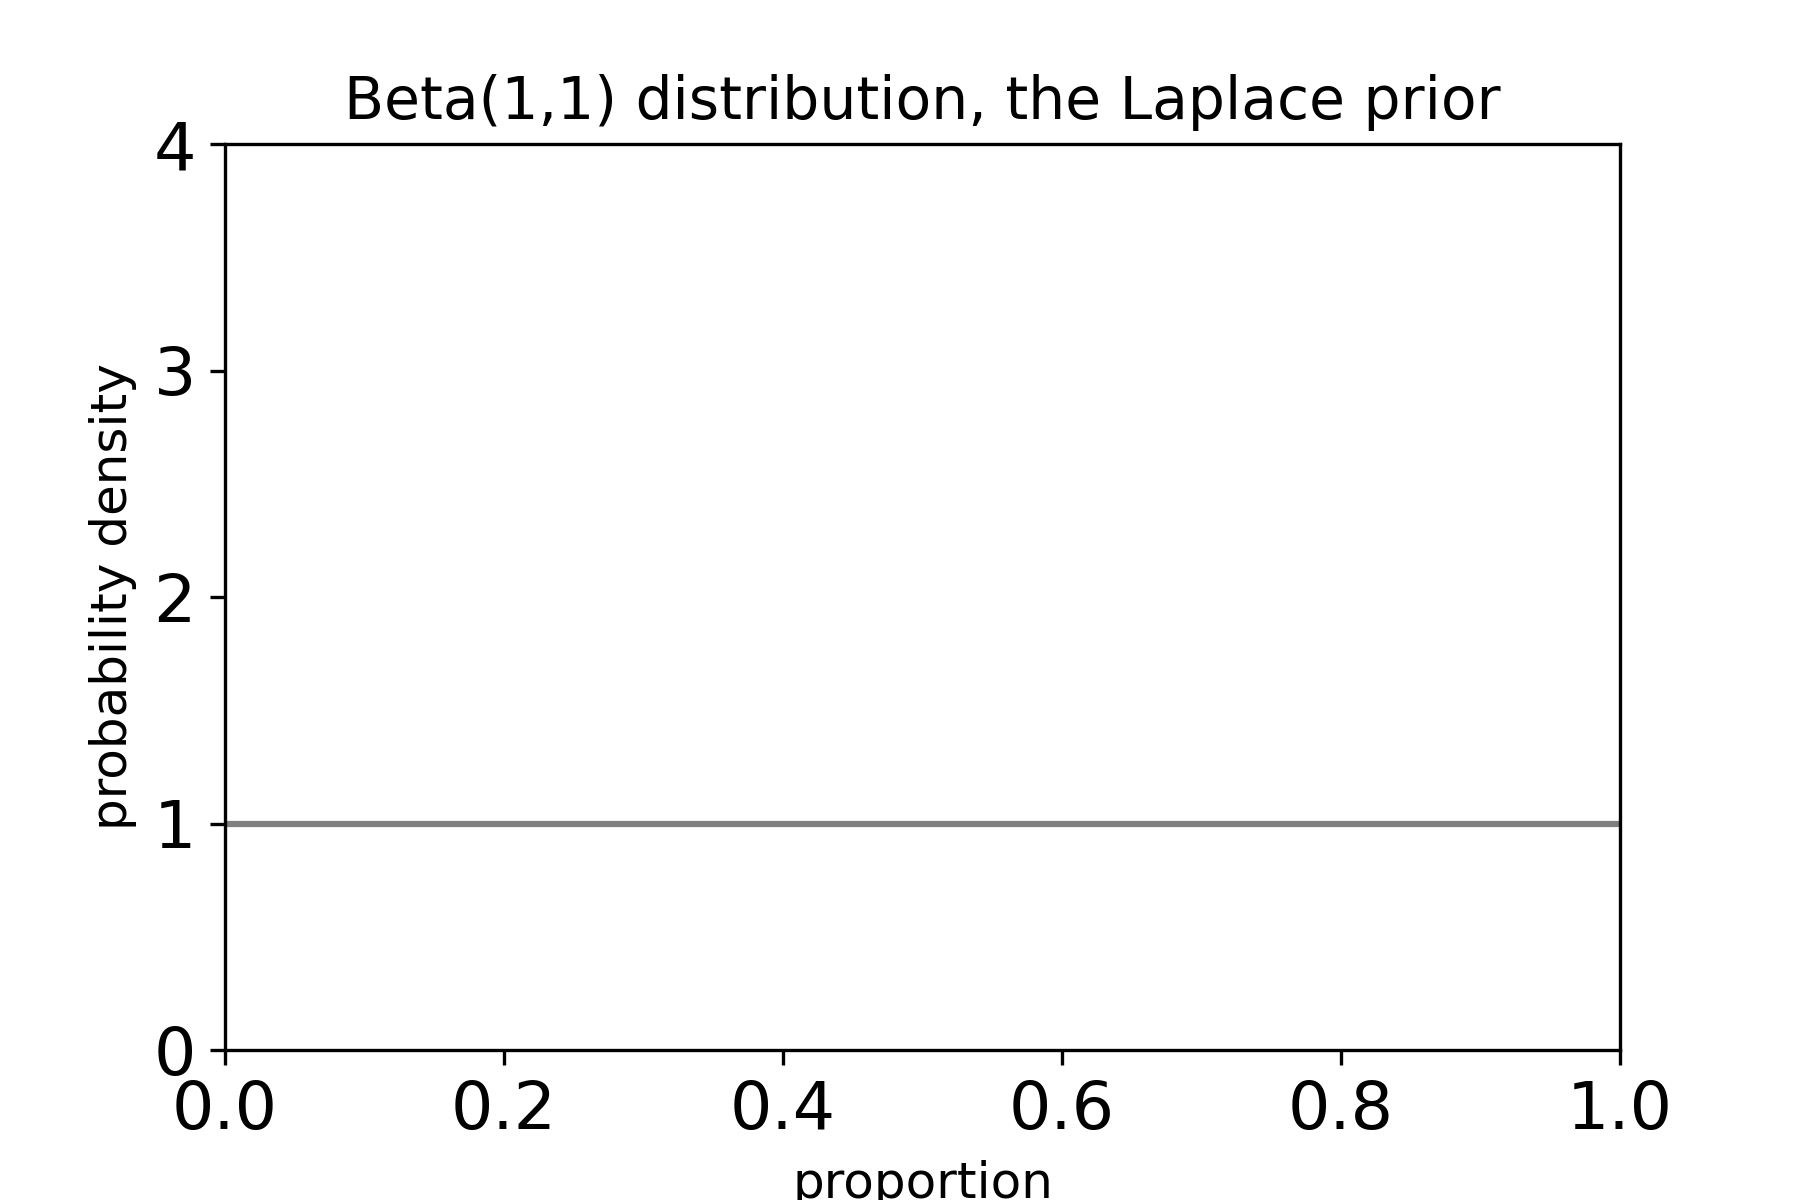 Beta(1,1) distribution, the Laplace prior
4
3
2
1
0
probability density
0.0 0.2 0.4 0.6 0.8 1.0
proportion